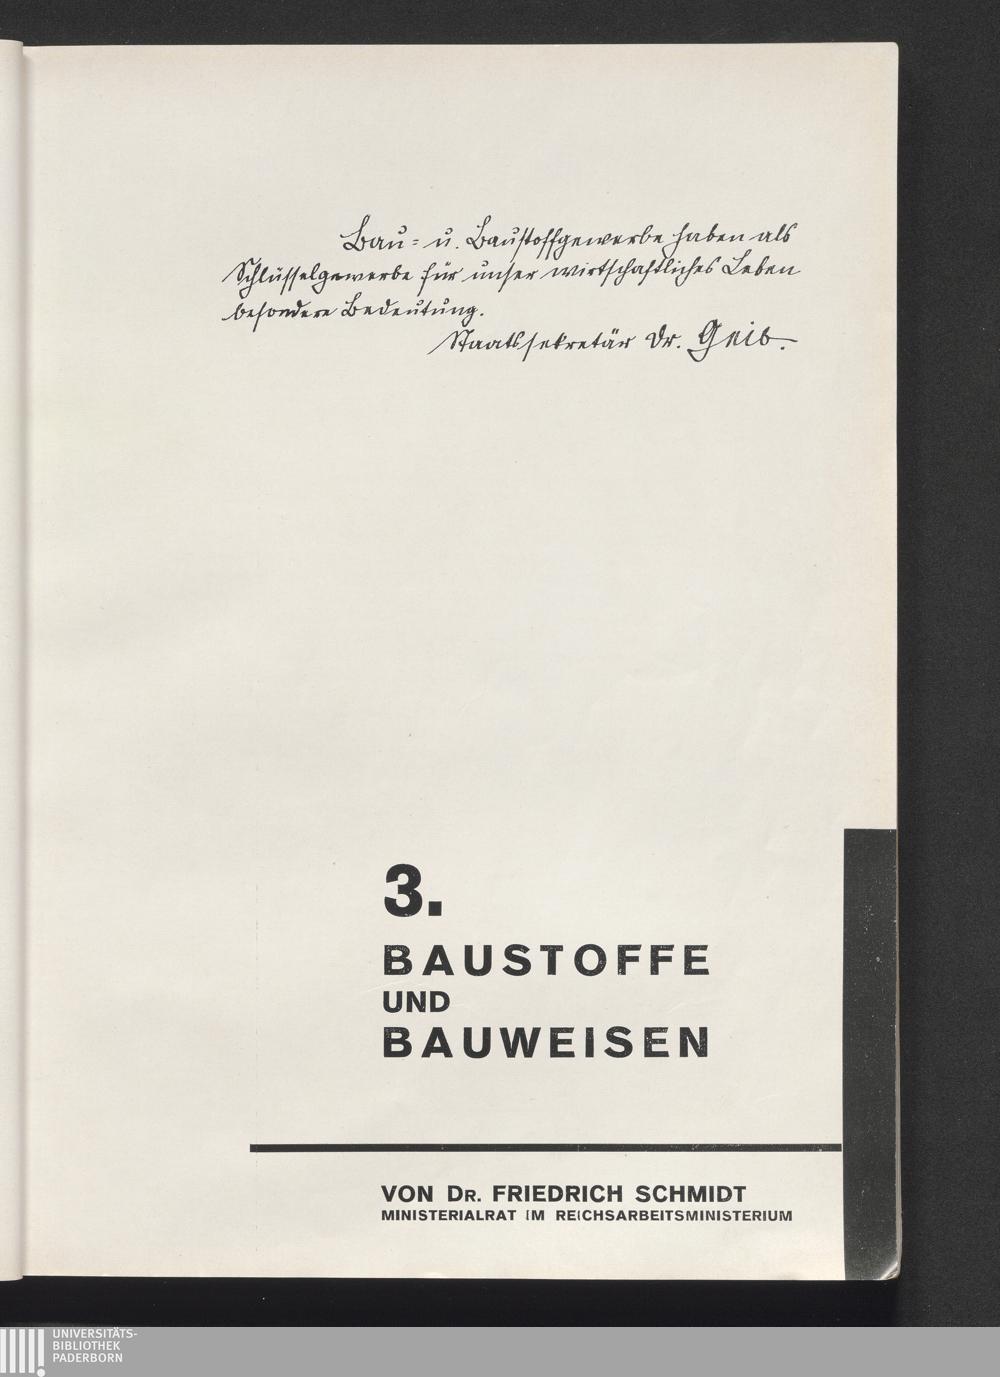 Bau- u. Baustoffgewerbe haben als
Schlüsselgewerbe für unser wirtschaftliches Leben
besondere Bedeutung.
Staatssekretär Dr. Geib.
3.
BAUSTOFFE
UND
BAUWEISEN
VON DR. FRIEDRICH SCHMIDT
MINISTERIALRAT IM REICHSARBEITSMINISTERIUM
UNIVERSITÄTS-
BIBLIOTHEK
PADERBORN